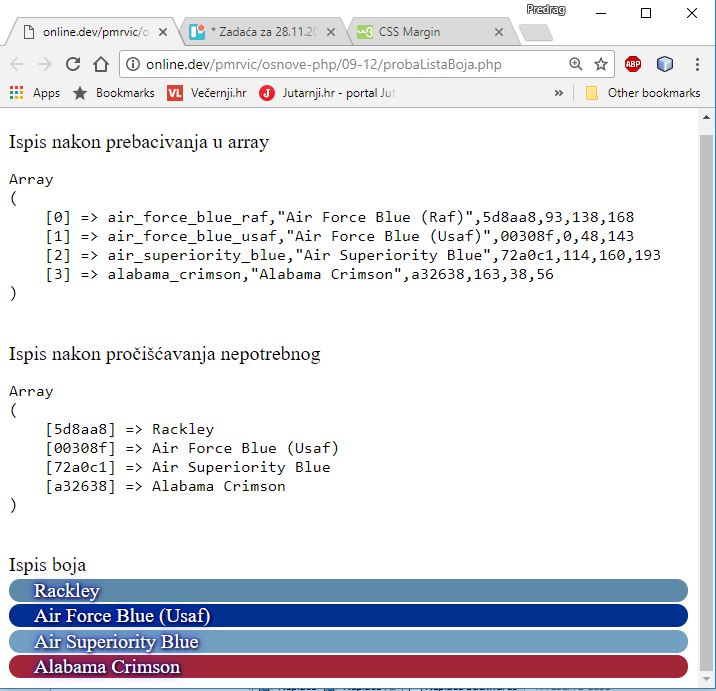 Predrag
online.dev/pmrvic/o
* Zadaća za 28.11.20
CSS Margin
online.dev/pmrvic/osnove-php/09-12/probaListaBoja.php
ABP
Apps Bookmarks VL Večernji.hr J Jutarnji.hr - portal Jut » Other bookmarks
Ispis nakon prebacivanja u array
Array
(
[0] => air_force_blue_raf,"Air Force Blue (Raf)",5d8aa8,93,138,168
[1] => air_force_blue_usaf,"Air Force Blue (Usaf)",00308f,0,48,143
[2] => air_superiority_blue,"Air Superiority Blue",72a0c1,114,160,193
[3] => alabama_crimson,"Alabama Crimson",a32638,163,38,56
)
Ispis nakon pročišćavanja nepotrebnog
Array
(
[5d8aa8] => Rackley
[00308f] => Air Force Blue (Usaf)
[72a0c1] => Air Superiority Blue
[a32638] => Alabama Crimson
)
Ispis boja
Rackley
Air Force Blue (Usaf)
Air Superiority Blue
Alabama Crimson